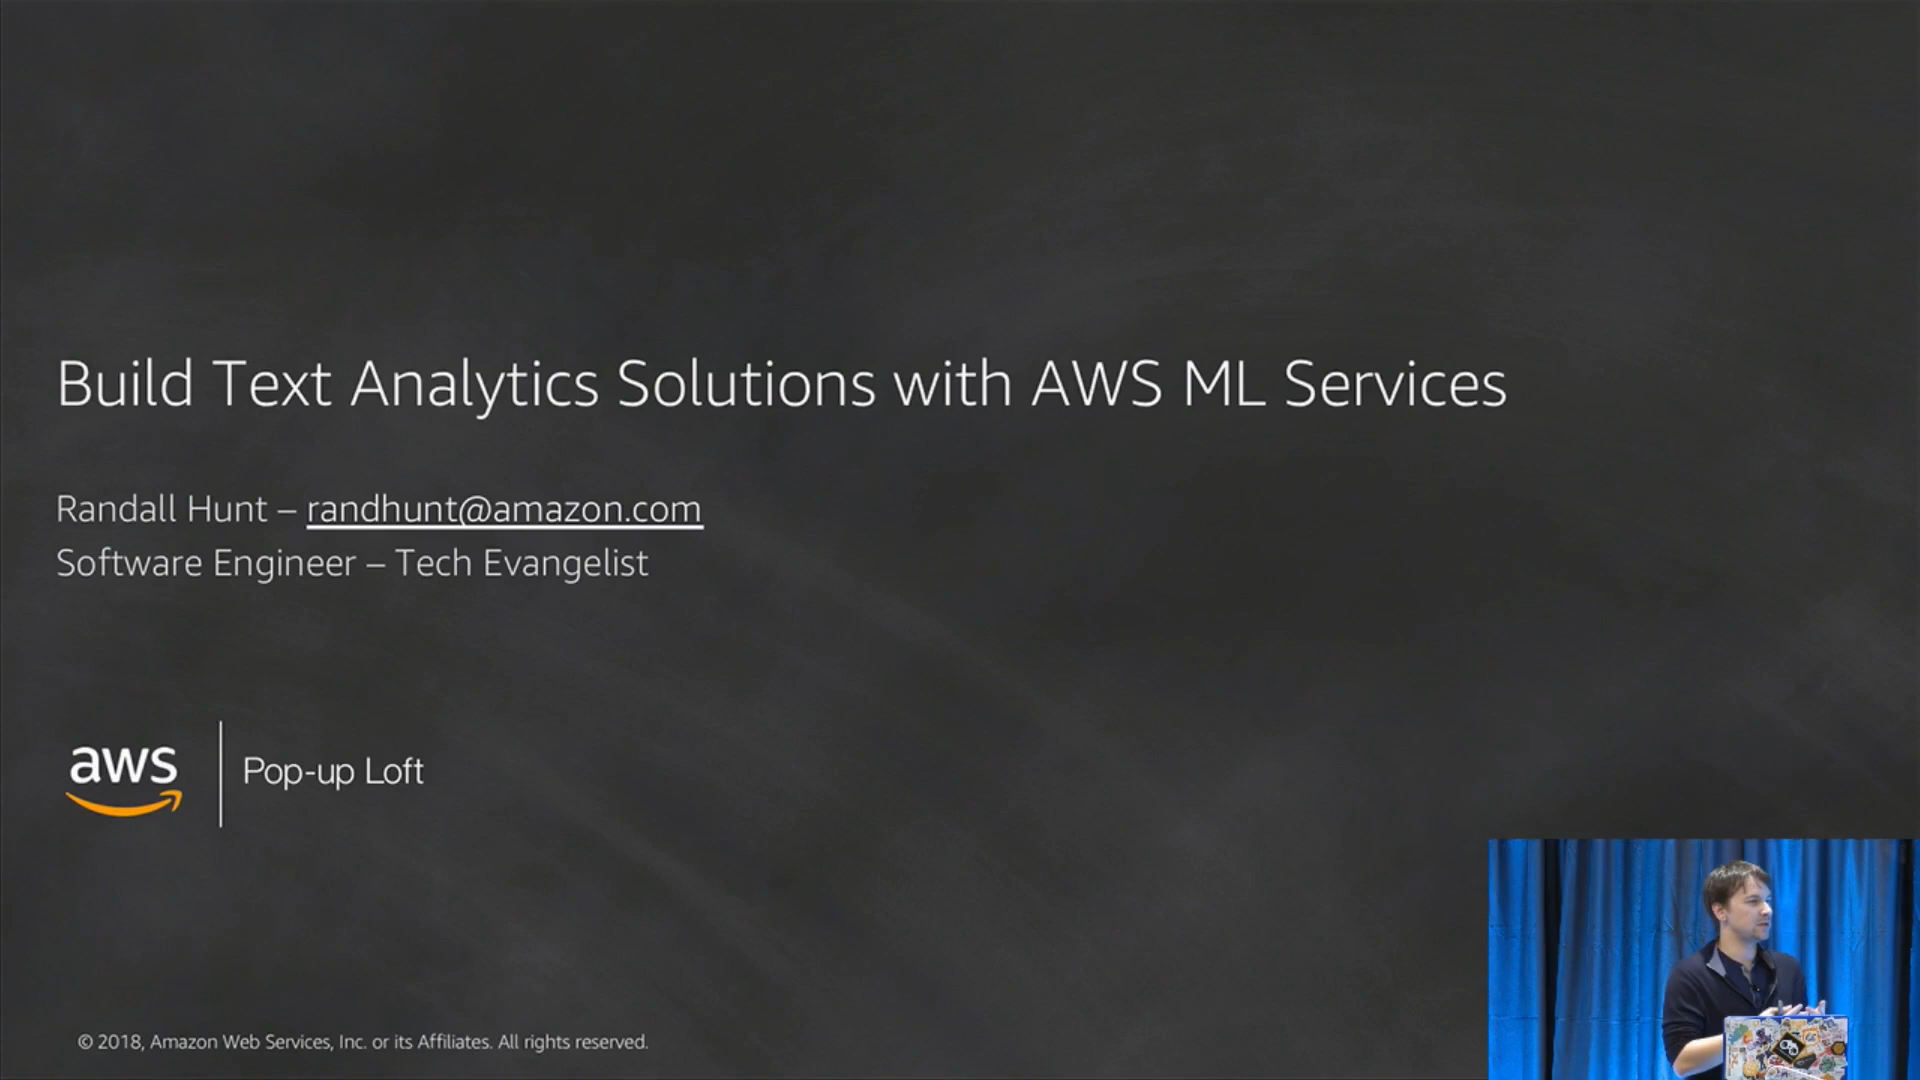 Build Text Analytics Solutions with AWS ML Services
Randall Hunt – randhunt@amazon.com
Software Engineer – Tech Evangelist
aws
Pop-up Loft
© 2018, Amazon Web Services, Inc. or its Affiliates. All rights reserved.